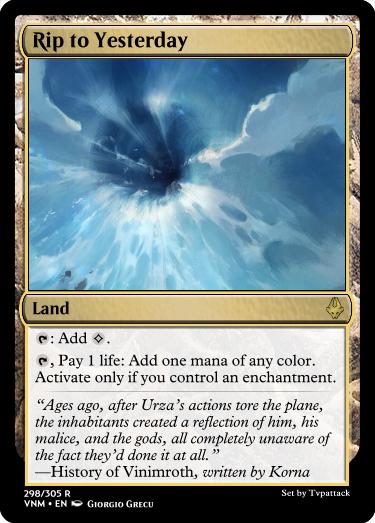 Rip to Yesterday
Land
: Add .
, Pay 1 life: Add one mana of any color.
Activate only if you control an enchantment.
“Ages ago, after Urza’s actions tore the plane,
the inhabitants created a reflection of him, his
malice, and the gods, all completely unaware of
the fact they’d done it at all.”
—History of Vinimroth, written by Korna
298/305 R
VNM • EN Giorgio Grecu
Set by Tvpattack